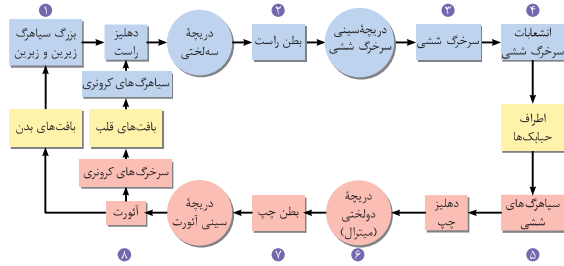 ۱
۲
۳
۴
بزرگ سیاهرگ
زیرین و زبرین
دهلیز
راست
دریچهٔ
سه‌لختی
بطن راست
دریچهٔ‌سینی
سرخرگ ششی
سرخرگ ششی
انشعابات
سرخرگ ششی
سیاهرگ‌های کرونری
بافت‌های بدن
بافت‌های قلب
اطراف
حبابک‌ها
سرخرگ‌های کرونری
آئورت
دریچهٔ
سینی آئورت
بطن چپ
دریچهٔ
دولختی
(میترال)
دهلیز
چپ
سیاهرگ‌های
ششی
۸
۷
۶
۵